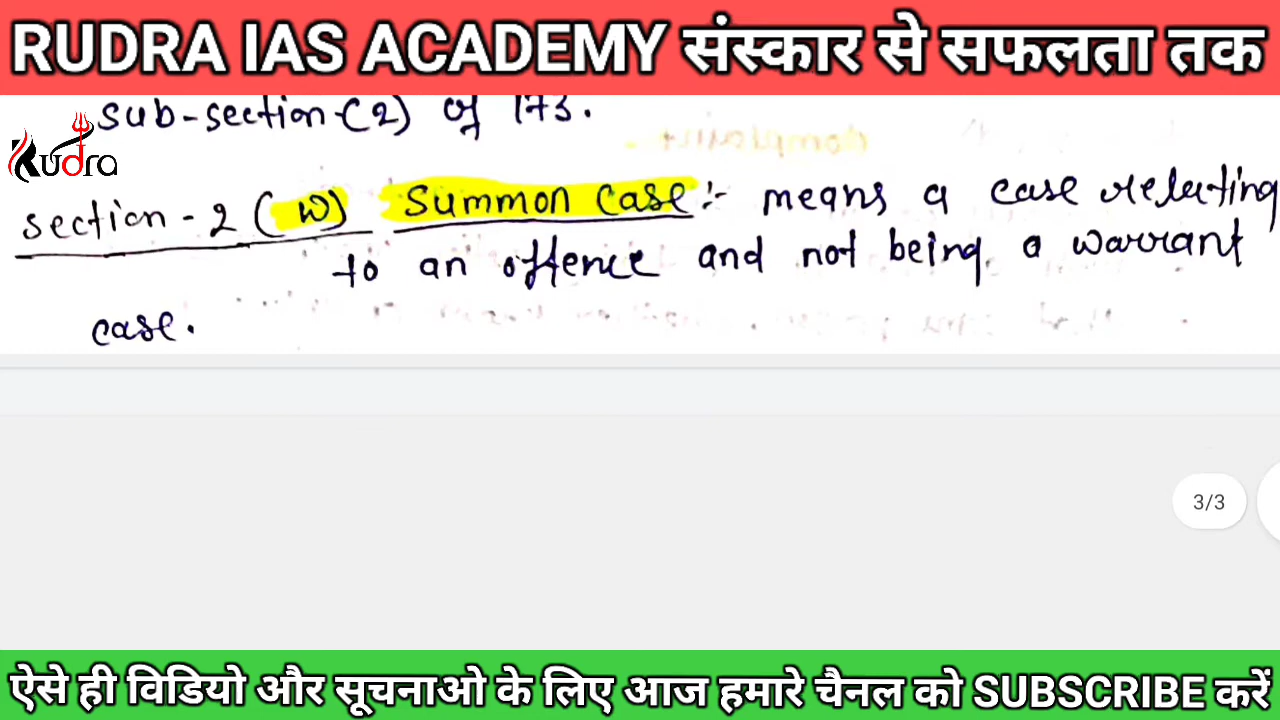 RUDRA IAS ACADEMY संस्कार से सफलता तक
sub-section-(2) of 173.
Rudra
section-2 (w) Summon Case :- means a case relating
to an offence and not being a warrant
case.
3/3
ऐसे ही विडियो और सूचनाओ के लिए आज हमारे चैनल को SUBSCRIBE करें